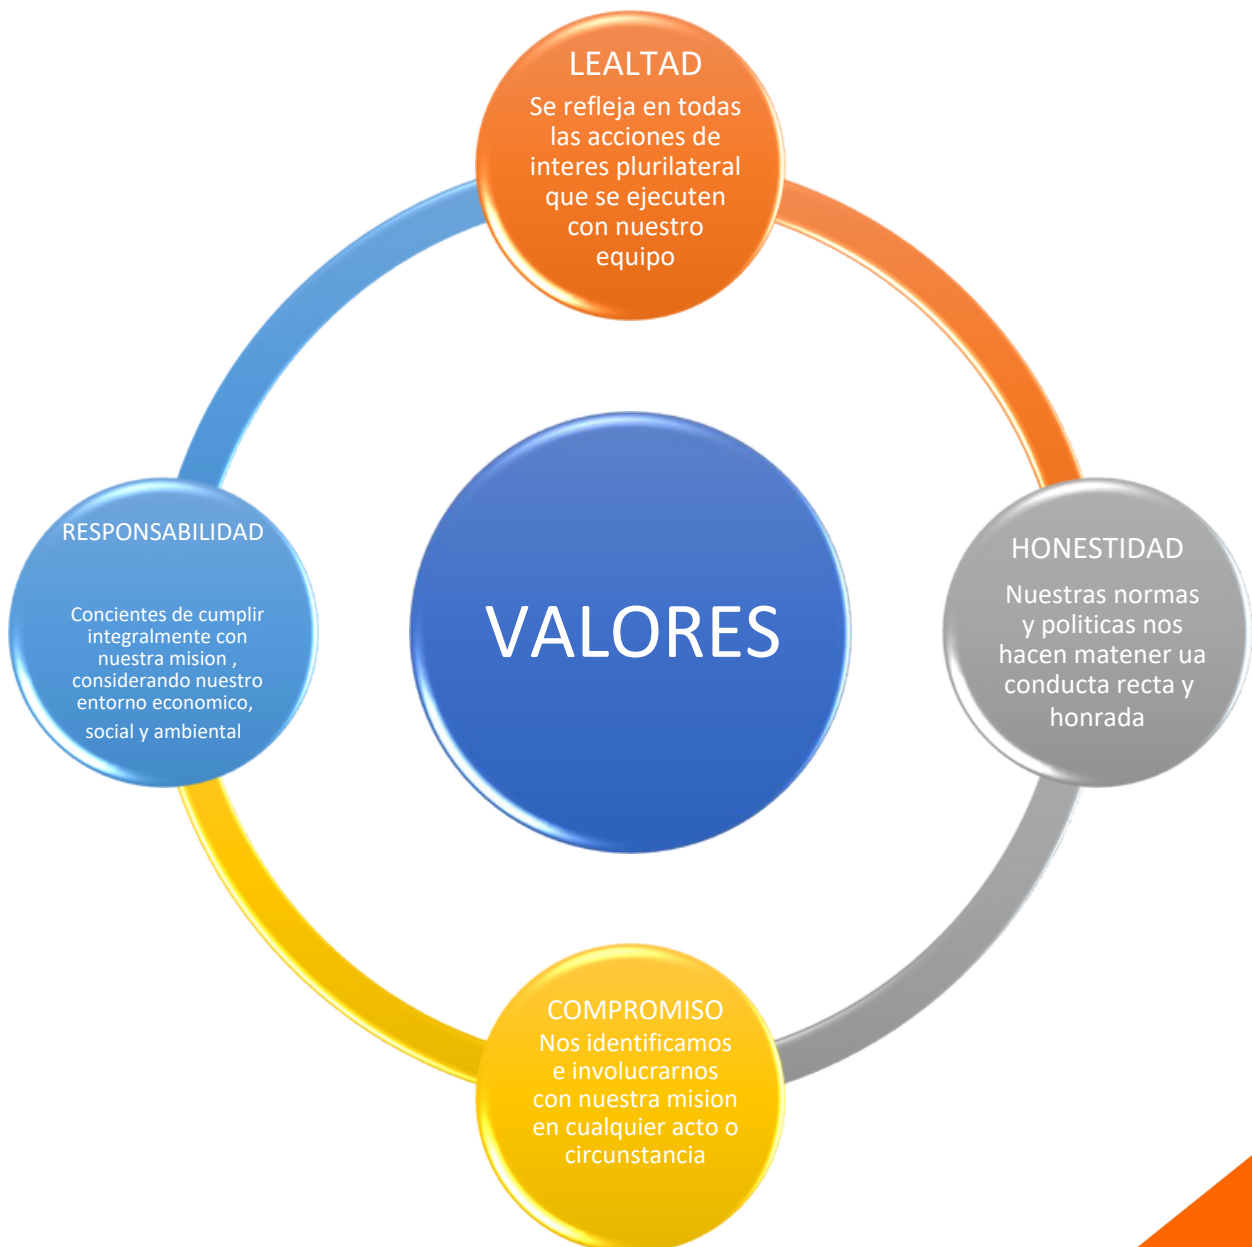 LEALTAD
Se refleja en todas
las acciones de
interes plurilateral
que se ejecuten
con nuestro
equipo
RESPONSABILIDAD
Concientes de cumplir
integralmente con
nuestra mision ,
considerando nuestro
entorno economico,
social y ambiental
VALORES
HONESTIDAD
Nuestras normas
y politicas nos
hacen matener ua
conducta recta y
honrada
COMPROMISO
Nos identificamos
e involucrarnos
con nuestra mision
en cualquier acto o
circunstancia